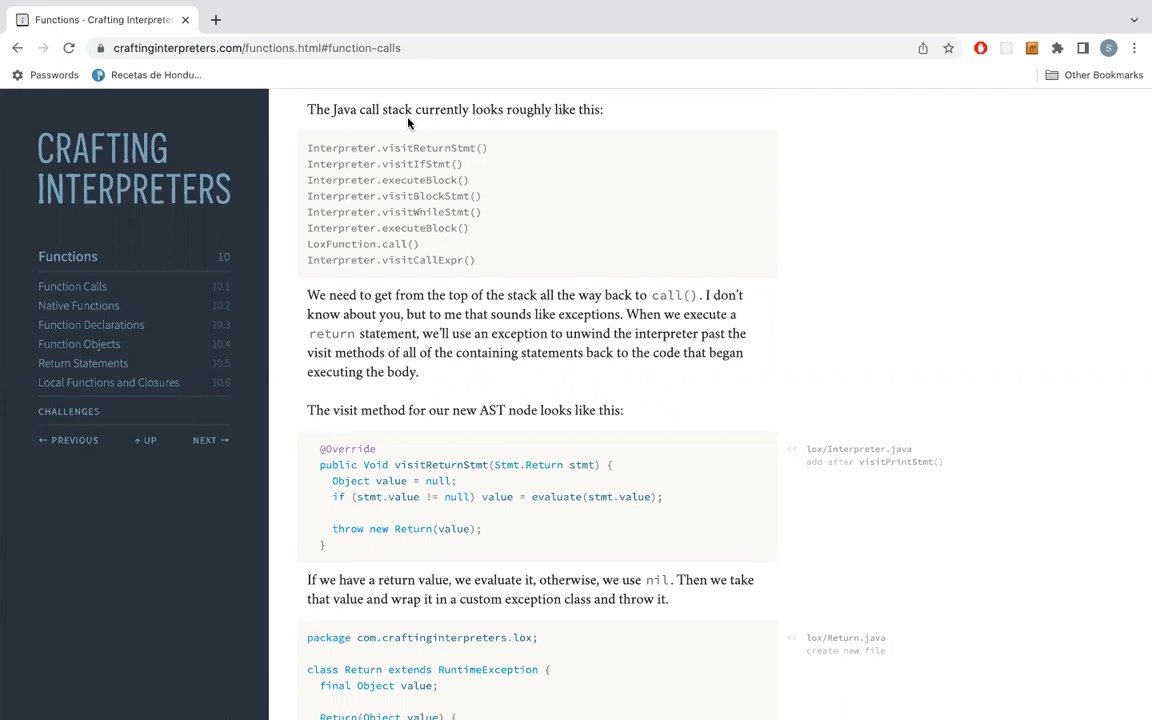 Functions · Crafting Interprete
craftinginterpreters.com/functions.html#function-calls
S
Passwords
Recetas de Hondu...
Other Bookmarks
CRAFTING
INTERPRETERS
Functions 10
Function Calls 10.1
Native Functions 10.2
Function Declarations 10.3
Function Objects 10.4
Return Statements 10.5
Local Functions and Closures 10.6
CHALLENGES
← PREVIOUS ↑ UP NEXT →
The Java call stack currently looks roughly like this:
Interpreter.visitReturnStmt()
Interpreter.visitIfStmt()
Interpreter.executeBlock()
Interpreter.visitBlockStmt()
Interpreter.visitWhileStmt()
Interpreter.executeBlock()
LoxFunction.call()
Interpreter.visitCallExpr()
We need to get from the top of the stack all the way back to call(). I don’t
know about you, but to me that sounds like exceptions. When we execute a
return statement, we’ll use an exception to unwind the interpreter past the
visit methods of all of the containing statements back to the code that began
executing the body.
The visit method for our new AST node looks like this:
@Override
public Void visitReturnStmt(Stmt.Return stmt) {
Object value = null;
if (stmt.value != null) value = evaluate(stmt.value);
throw new Return(value);
}
<< lox/Interpreter.java
add after visitPrintStmt()
If we have a return value, we evaluate it, otherwise, we use nil. Then we take
that value and wrap it in a custom exception class and throw it.
package com.craftinginterpreters.lox;
class Return extends RuntimeException {
final Object value;
Return(Object value) {
<< lox/Return.java
create new file